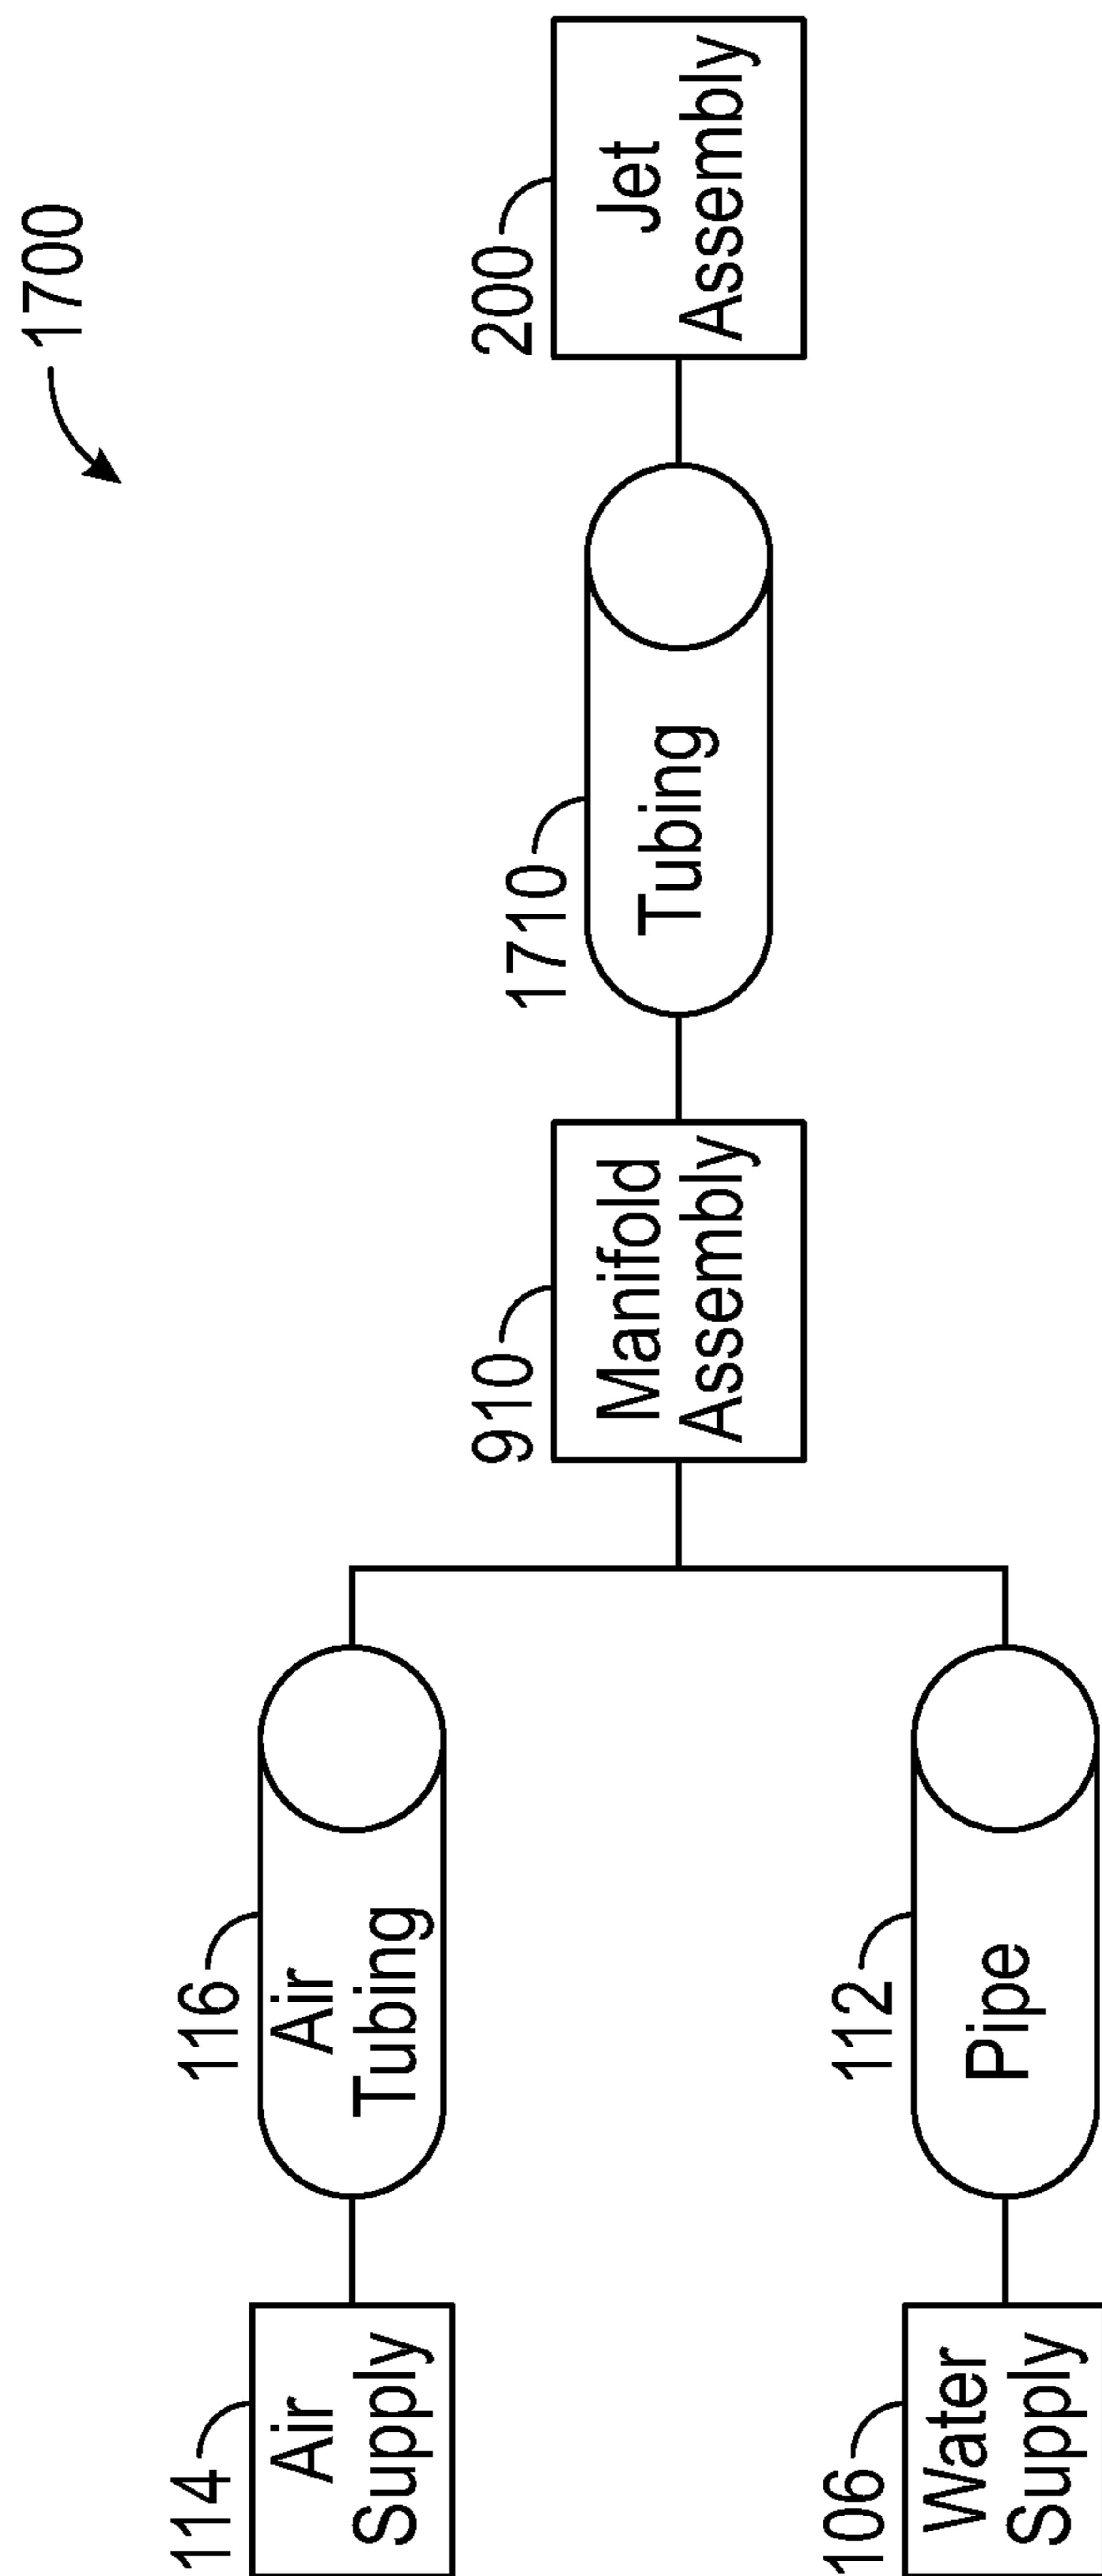 1700
114
Air
Supply
116
Air
Tubing
910
Manifold
Assembly
1710
Tubing
200
Jet
Assembly
106
Water
Supply
112
Pipe